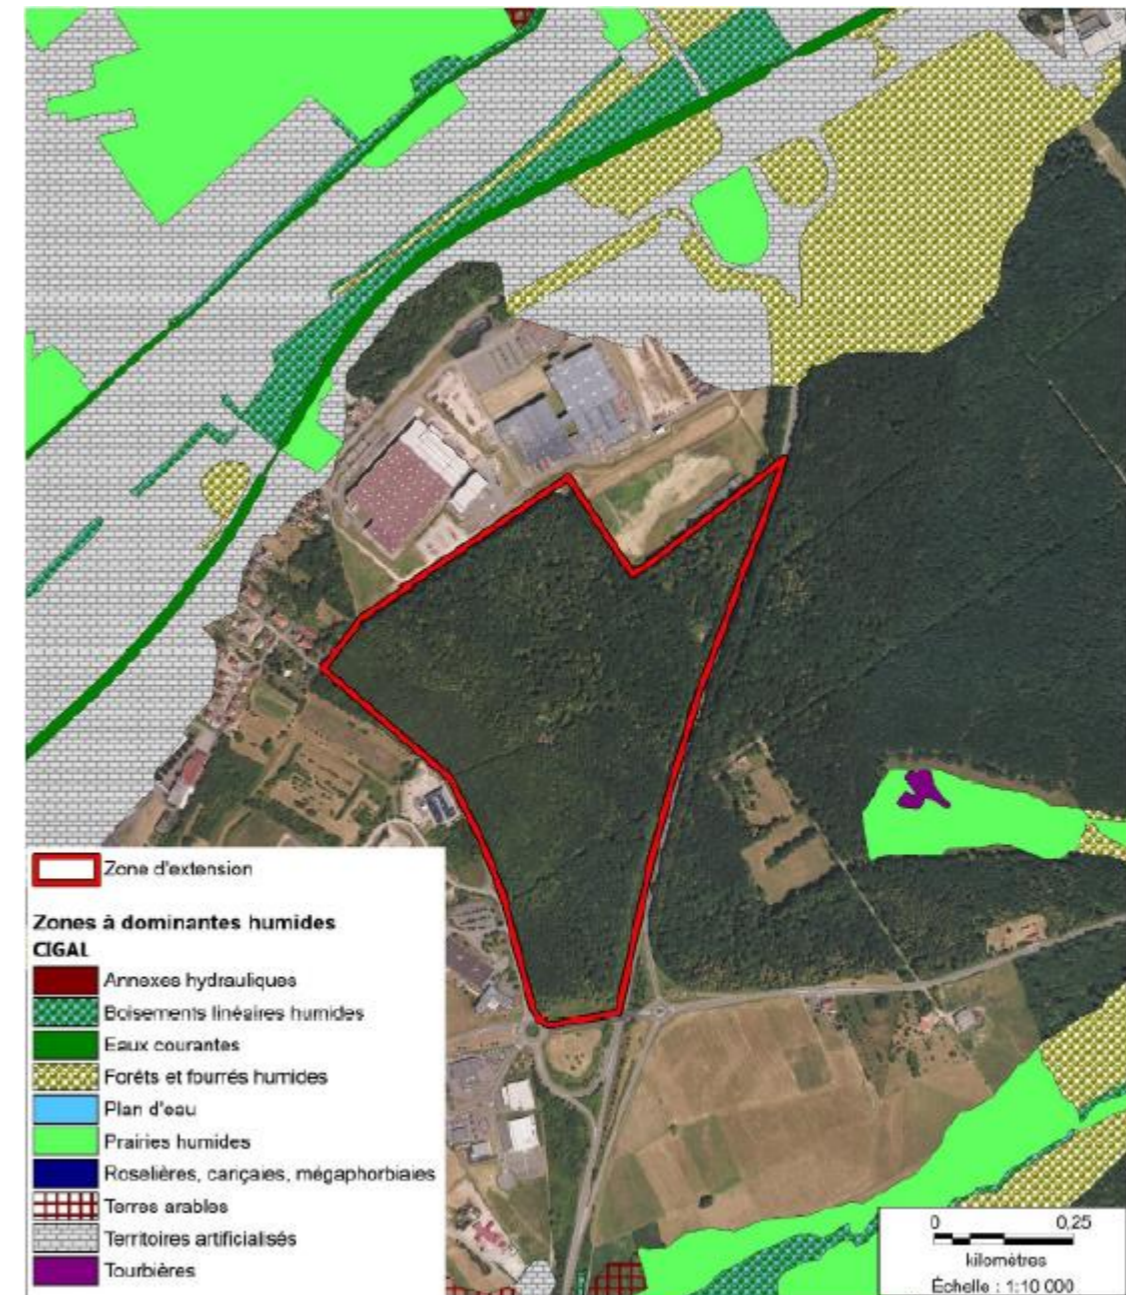 Zone d'extension
Zones à dominantes humides
CIGAL
Annexes hydrauliques
Boisements linéaires humides
Eaux courantes
Forêts et fourrés humides
Plan d'eau
Prairies humides
Roselières, cariçaies, mégaphorbiaies
Terres arables
Territoires artificialisés
Tourbières
0 0,25
kilomètres
Échelle : 1:10 000